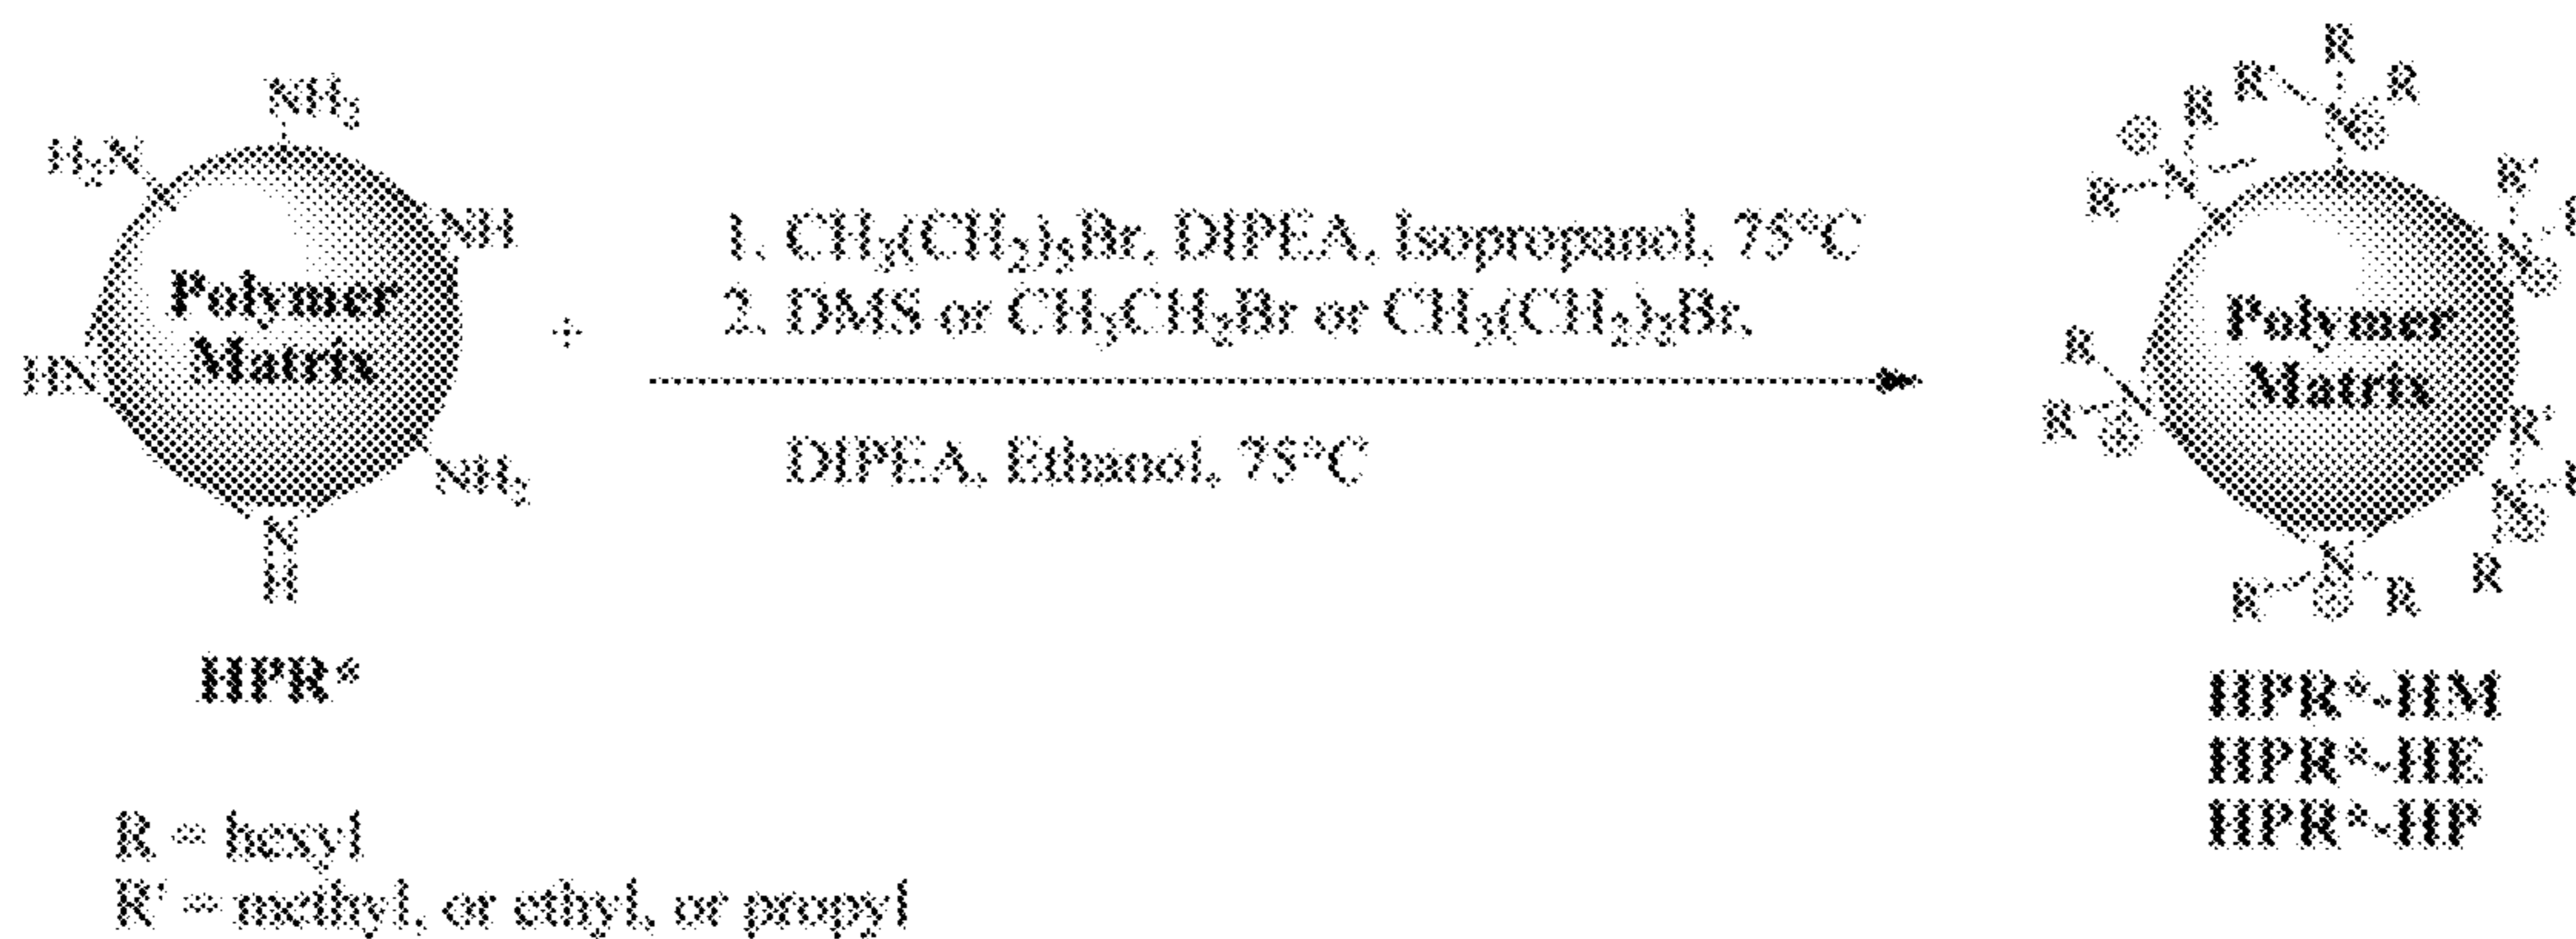 NH₂
H₂N
NH
Polymer
Matrix
HN
NH₂
N
H
HPR*
+
1. CH₃(CH₂)₅Br, DIPEA, Isopropanol, 75°C
2. DMS or CH₃CH₂Br or CH₃(CH₂)₂Br,
DIPEA, Ethanol, 75°C
R
R' R
R N⊕
⊕
R N
R'
N⊕
Polymer
Matrix
R
R ⊕
R'
N⊕
R
N
R' ⊕ R
HPR*-HM
HPR*-HE
HPR*-HP
R = hexyl
R' = methyl, or ethyl, or propyl